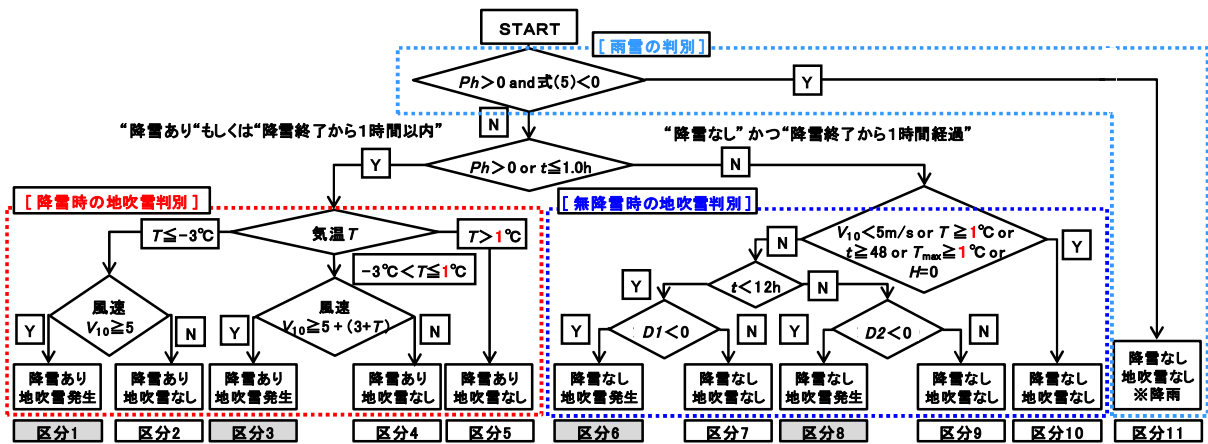 START
[ 雨雪の判別 ]
Ph＞0 and 式(5)＜0
Y
N
“降雪あり“もしくは“降雪終了から１時間以内”
“降雪なし” かつ “降雪終了から１時間経過”
Ph＞0 or t≦1.0h
Y
N
[ 降雪時の地吹雪判別 ]
[ 無降雪時の地吹雪判別 ]
T≦−3℃
気温T
T＞1℃
-3℃＜T≦1℃
V10＜5m/s or T ≧1℃ or
t≧48 or Tmax≧1℃ or
H=0
N
Y
t＜12h
Y
N
風速
V10≧5
Y
N
風速
V10≧5＋(3+T)
Y
N
D1＜0
Y
N
D2＜0
Y
N
降雪あり
地吹雪発生
降雪あり
地吹雪なし
降雪あり
地吹雪発生
降雪あり
地吹雪なし
降雪あり
地吹雪なし
降雪なし
地吹雪発生
降雪なし
地吹雪なし
降雪なし
地吹雪発生
降雪なし
地吹雪なし
降雪なし
地吹雪なし
降雪なし
地吹雪なし
※降雨
区分1
区分2
区分3
区分4
区分5
区分6
区分7
区分8
区分9
区分10
区分11